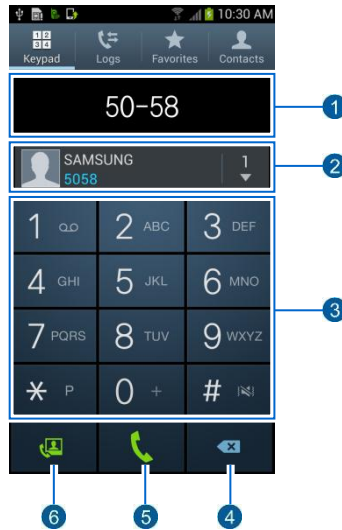 10:30 AM
Keypad Logs Favorites Contacts
50-58
1
SAMSUNG 1
5058
2
1 2 ABC 3 DEF
4 GHI 5 JKL 6 MNO
3
7 PQRS 8 TUV 9 WXYZ
* P 0 + #
6 5 4